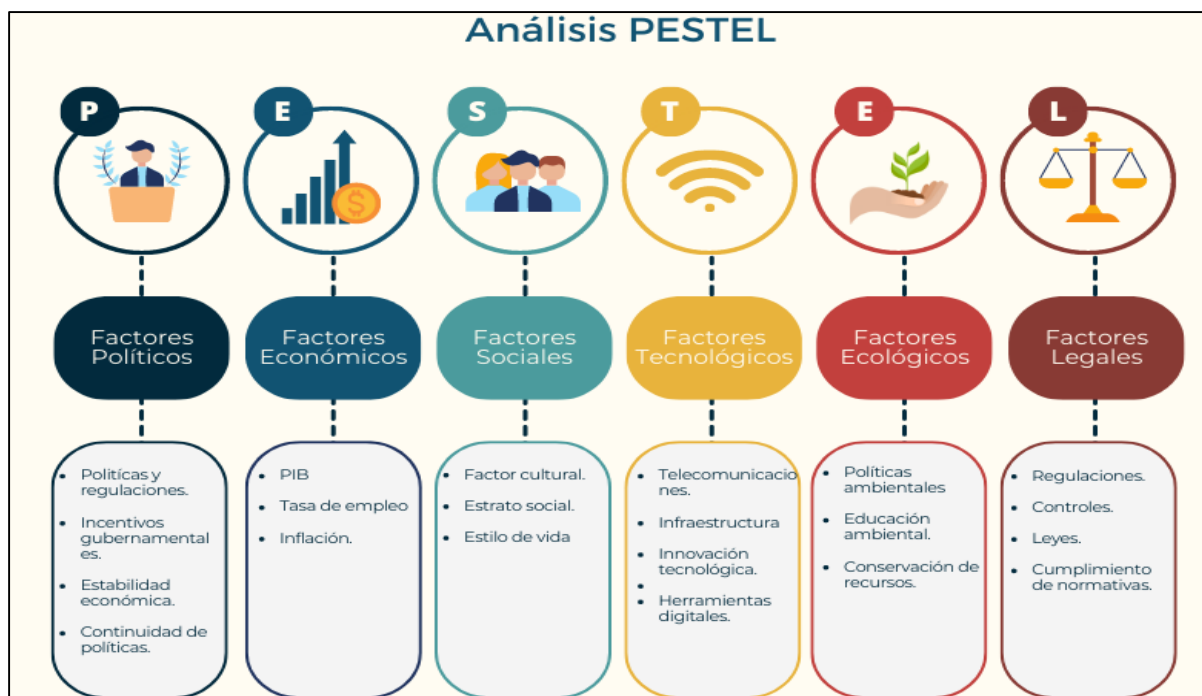 Análisis PESTEL
P
E
S
T
E
L
$
Factores
Políticos
Factores
Económicos
Factores
Sociales
Factores
Tecnológicos
Factores
Ecológicos
Factores
Legales
• Politícas y
regulaciones.
• Incentivos
gubernamental
es.
• Estabilidad
económica.
• Continuidad de
políticas.
• PIB
• Tasa de empleo
• Inflación.
• Factor cultural.
• Estrato social.
• Estilo de vida
• Telecomunicacio
nes.
• Infraestructura
• Innovación
tecnológica.
•
• Herramientas
digitales.
• Políticas
ambientales
• Educación
ambiental.
• Conservación de
recursos.
• Regulaciones.
• Controles.
• Leyes.
• Cumplimiento
de normativas.